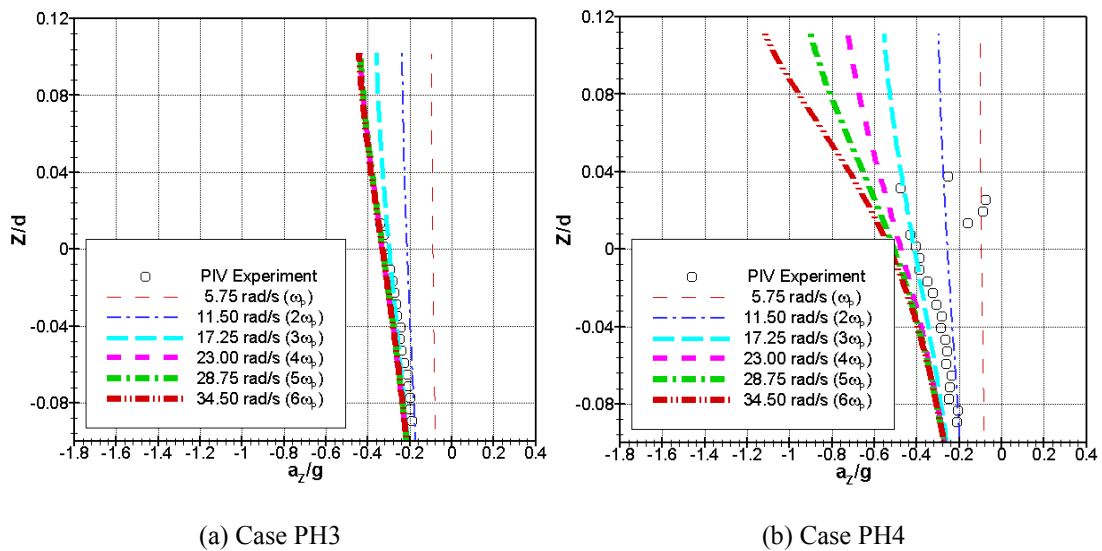 0.12
0.08
0.04
0
-0.04
-0.08
Z/d
PIV Experiment
5.75 rad/s (ωp)
11.50 rad/s (2ωp)
17.25 rad/s (3ωp)
23.00 rad/s (4ωp)
28.75 rad/s (5ωp)
34.50 rad/s (6ωp)
-1.8 -1.6 -1.4 -1.2 -1 -0.8 -0.6 -0.4 -0.2 0 0.2 0.4
aZ/g
(a) Case PH3
0.12
0.08
0.04
0
-0.04
-0.08
Z/d
PIV Experiment
5.75 rad/s (ωp)
11.50 rad/s (2ωp)
17.25 rad/s (3ωp)
23.00 rad/s (4ωp)
28.75 rad/s (5ωp)
34.50 rad/s (6ωp)
-1.8 -1.6 -1.4 -1.2 -1 -0.8 -0.6 -0.4 -0.2 0 0.2 0.4
aZ/g
(b) Case PH4